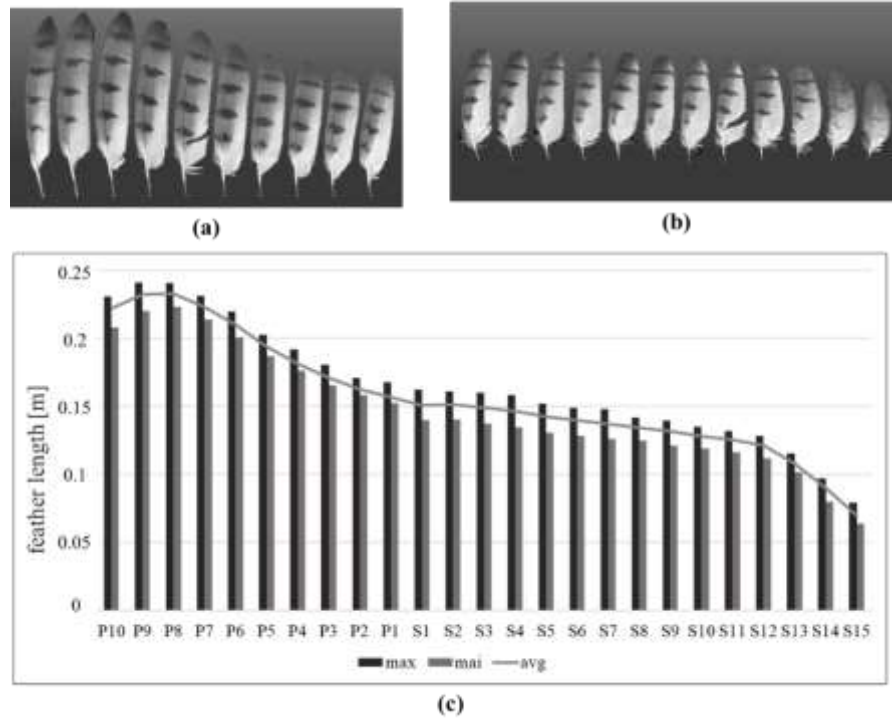 (a)
(b)
0.25
0.2
0.15
0.1
0.05
0
feather length [m]
P10 P9 P8 P7 P6 P5 P4 P3 P2 P1 S1 S2 S3 S4 S5 S6 S7 S8 S9 S10 S11 S12 S13 S14 S15
max mai avg
(c)